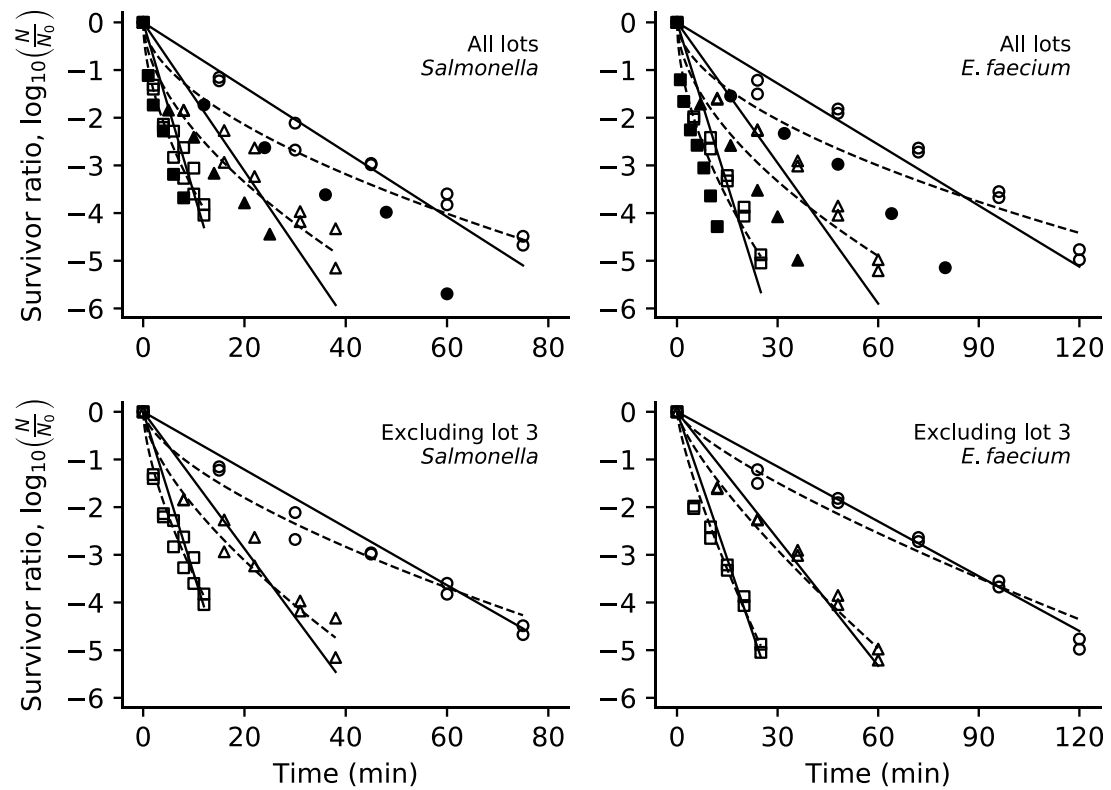 Survivor ratio, log₁₀(N/N₀)
0
−1
−2
−3
−4
−5
−6
0 20 40 60 80
All lots
Salmonella
0
−1
−2
−3
−4
−5
−6
0 30 60 90 120
All lots
E. faecium
Survivor ratio, log₁₀(N/N₀)
0
−1
−2
−3
−4
−5
−6
0 20 40 60 80
Time (min)
Excluding lot 3
Salmonella
0
−1
−2
−3
−4
−5
−6
0 30 60 90 120
Time (min)
Excluding lot 3
E. faecium